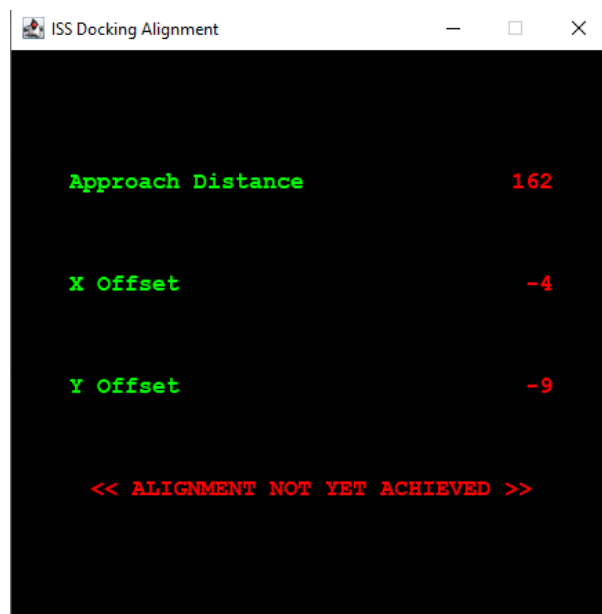 ISS Docking Alignment
Approach Distance 162
X Offset -4
Y Offset -9
<< ALIGNMENT NOT YET ACHIEVED >>